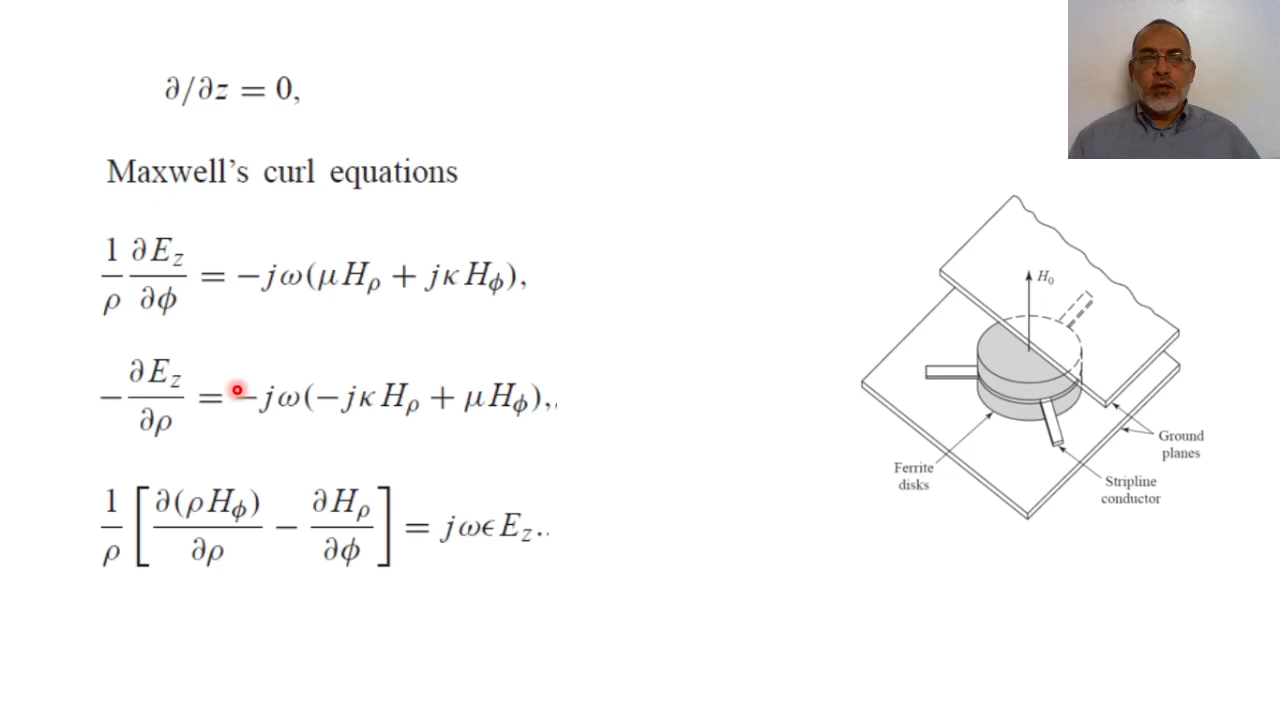 ∂/∂z = 0,
Maxwell's curl equations
1/ρ ∂E_z/∂ϕ = −jω(μH_ρ + jκH_ϕ),
−∂E_z/∂ρ = −jω(−jκH_ρ + μH_ϕ),.
1/ρ [∂(ρH_ϕ)/∂ρ − ∂H_ρ/∂ϕ] = jωϵE_z..
H₀
Ground
planes
Ferrite
disks
Stripline
conductor